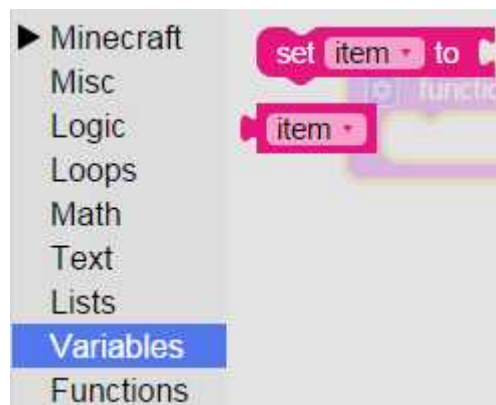 Minecraft
Misc
Logic
Loops
Math
Text
Lists
Variables
Functions
set item to
item